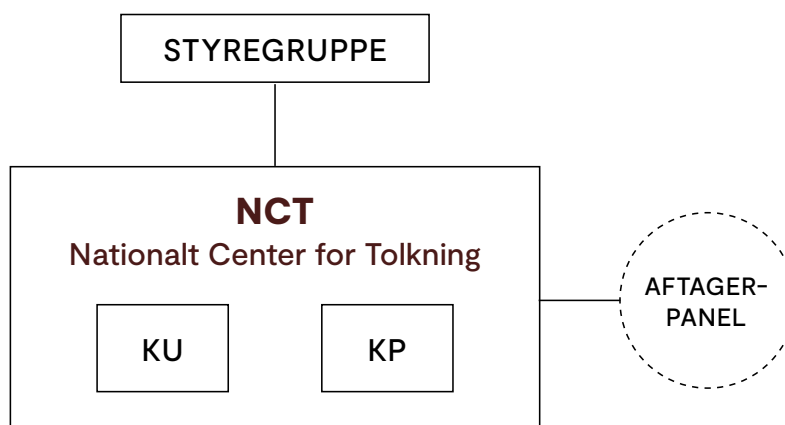 STYREGRUPPE
NCT
Nationalt Center for Tolkning
KU
KP
AFTAGER-
PANEL